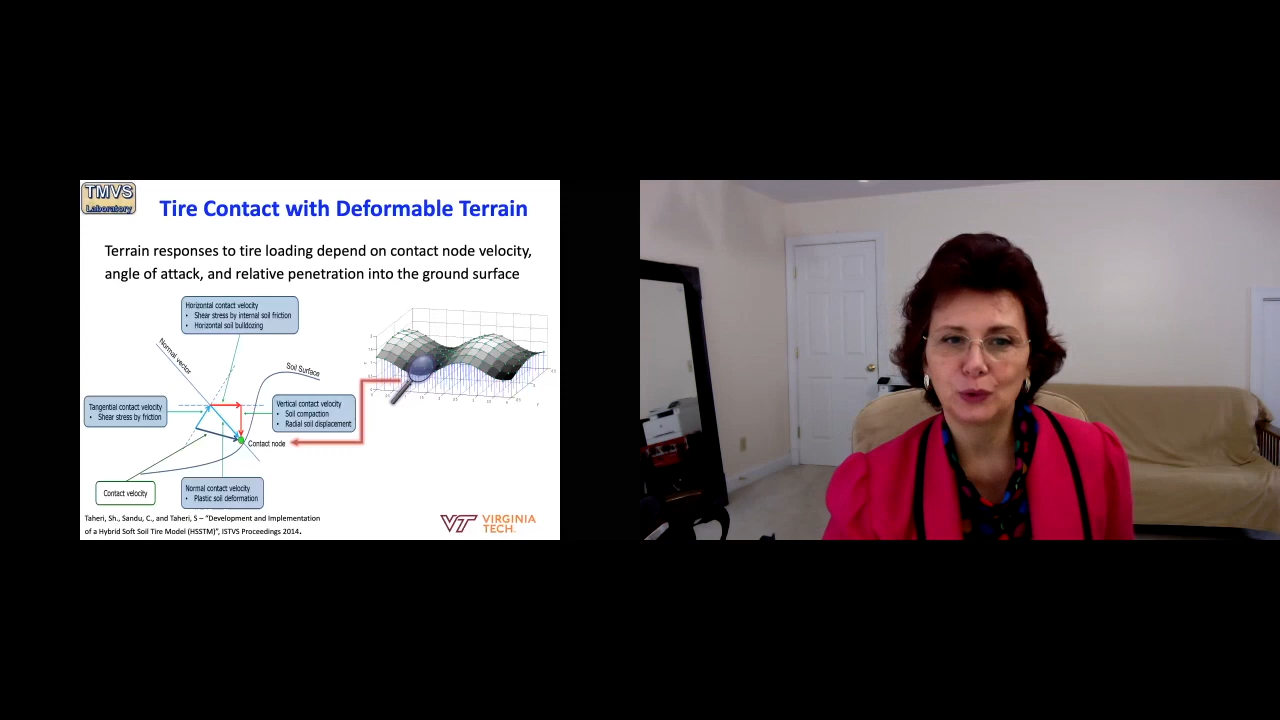 TMVS
Laboratory
Tire Contact with Deformable Terrain
Terrain responses to tire loading depend on contact node velocity,
angle of attack, and relative penetration into the ground surface
Horizontal contact velocity
• Shear stress by internal soil friction
• Horizontal soil bulldozing
Normal vector
Soil Surface
Tangential contact velocity
• Shear stress by friction
Vertical contact velocity
• Soil compaction
• Radial soil displacement
Contact node
Contact velocity
Normal contact velocity
• Plastic soil deformation
Taheri, Sh., Sandu, C., and Taheri, S – "Development and Implementation
of a Hybrid Soft Soil Tire Model (HSSTM)", ISTVS Proceedings 2014.
VT VIRGINIA
TECH